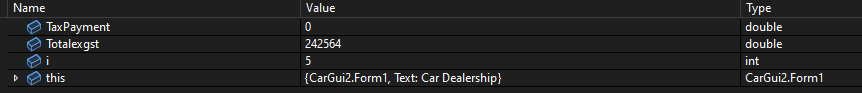 Name Value Type
TaxPayment 0 double
Totalexgst 242564 double
i 5 int
this {CarGui2.Form1, Text: Car Dealership} CarGui2.Form1